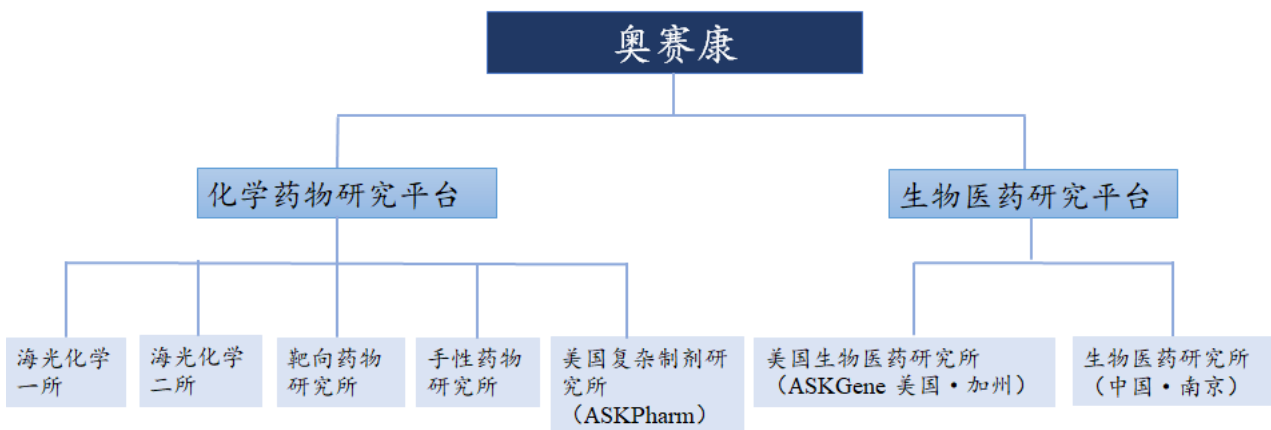 奥赛康
化学药物研究平台
生物医药研究平台
海光化学
一所
海光化学
二所
靶向药物
研究所
手性药物
研究所
美国复杂制剂研
究所
（ASKPharm）
美国生物医药研究所
（ASKGene 美国·加州）
生物医药研究所
（中国·南京）